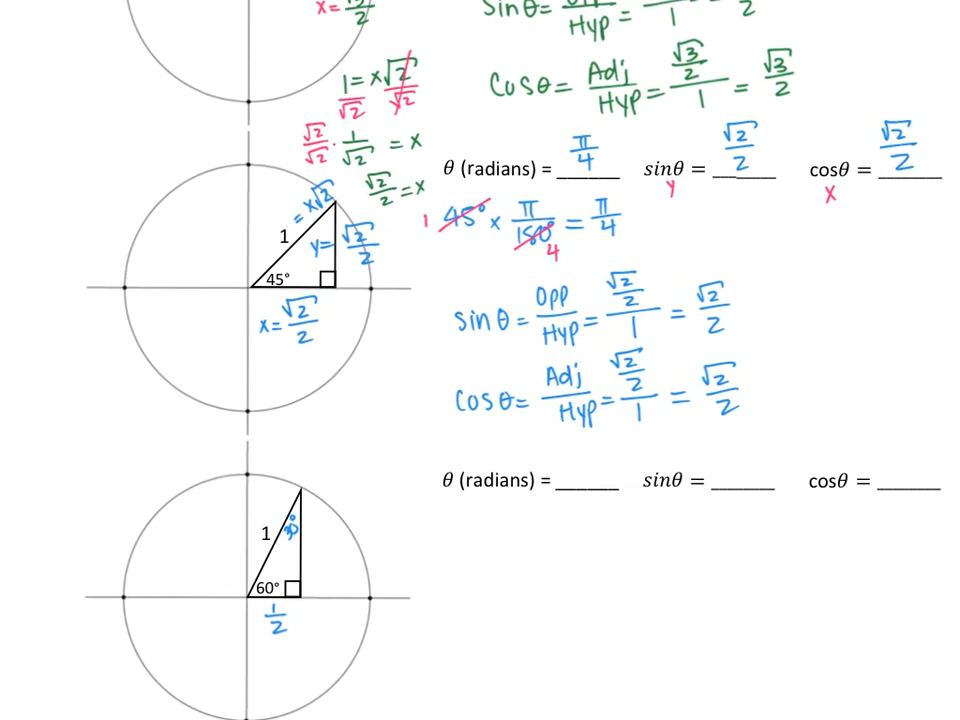 x=
2
sinθ= Hyp = 1 2
cosθ= Adj/Hyp = (√3/2)/1 = √3/2
1=x√2
√2 √2
√2/√2 · 1/√2 = x
√2/2 = x
θ (radians) = π/4 sinθ = √2/2 cosθ = √2/2
y x
1 45° x π/180° = π/4
4
= x√2
1
y= √2/2
45°
x= √2/2
sinθ= Opp/Hyp = (√2/2)/1 = √2/2
cosθ= Adj/Hyp = (√2/2)/1 = √2/2
θ (radians) = ______ sinθ = ______ cosθ = ______
1
30°
60°
1/2